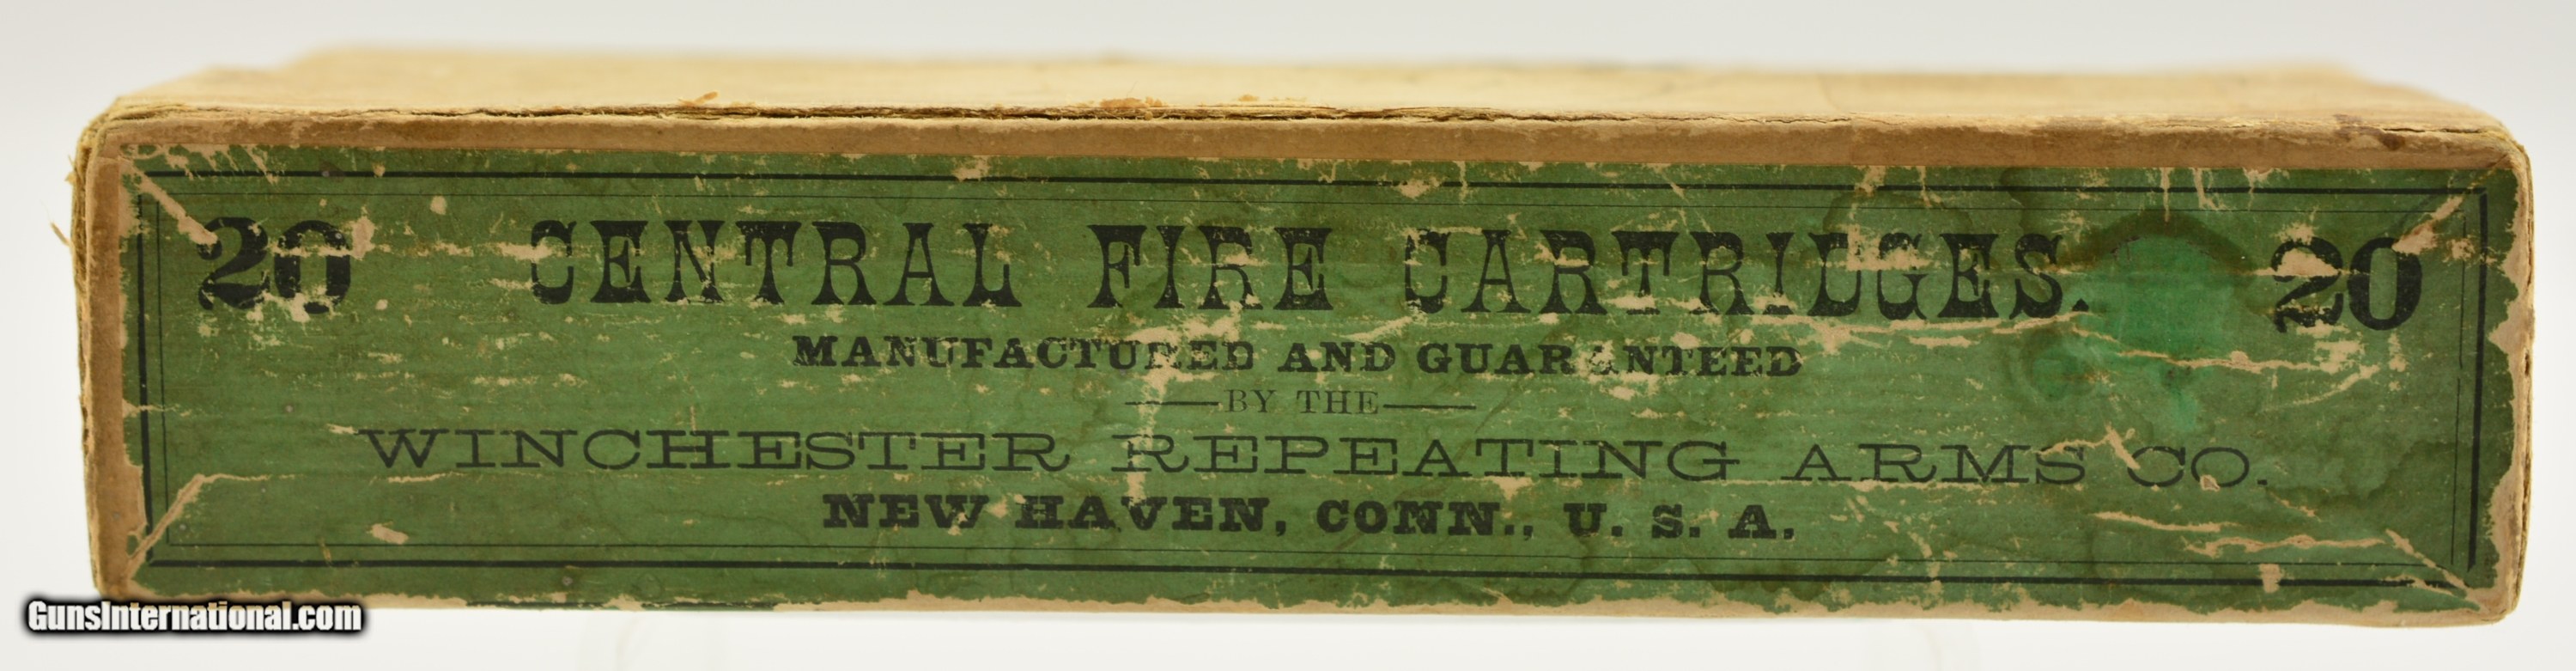 20 CENTRAL FIRE CARTRIDGES. 20
MANUFACTURED AND GUARANTEED
BY THE
WINCHESTER REPEATING ARMS CO.
NEW HAVEN, CONN., U. S. A.
GunsInternational.com